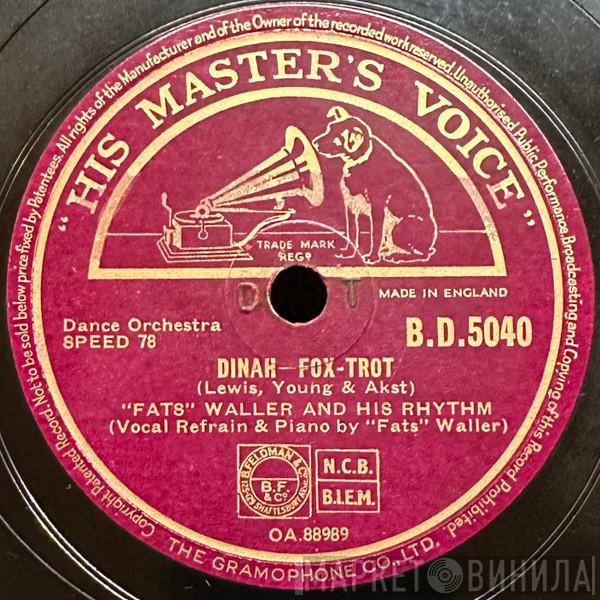 Copyright Patented Record. Not to be sold below price fixed by Patentees. All rights of the Manufacturer and of the Owner of the recorded work reserved. Unauthorised Public Performance, Broadcasting and Copying of this Record Prohibited.
"HIS MASTER'S VOICE"
TRADE MARK
REGD
D T
MADE IN ENGLAND
Dance Orchestra
SPEED 78
B.D.5040
DINAH—FOX-TROT
(Lewis, Young & Akst)
"FATS" WALLER AND HIS RHYTHM
(Vocal Refrain & Piano by "Fats" Waller)
B. FELDMAN & Co
B.F.
& Co
SHAFTESBURY AVE
N.C.B.
B.I.E.M.
OA.88989
THE GRAMOPHONE CO., LTD.
МАРКЕТ ВИНИЛА